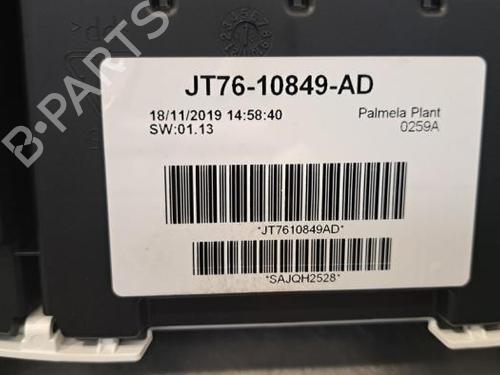 B-PARTS
JT76-10849-AD
18/11/2019 14:58:40 Palmela Plant
SW:01.13 0259A
*JT7610849AD*
*SAJQH2528*